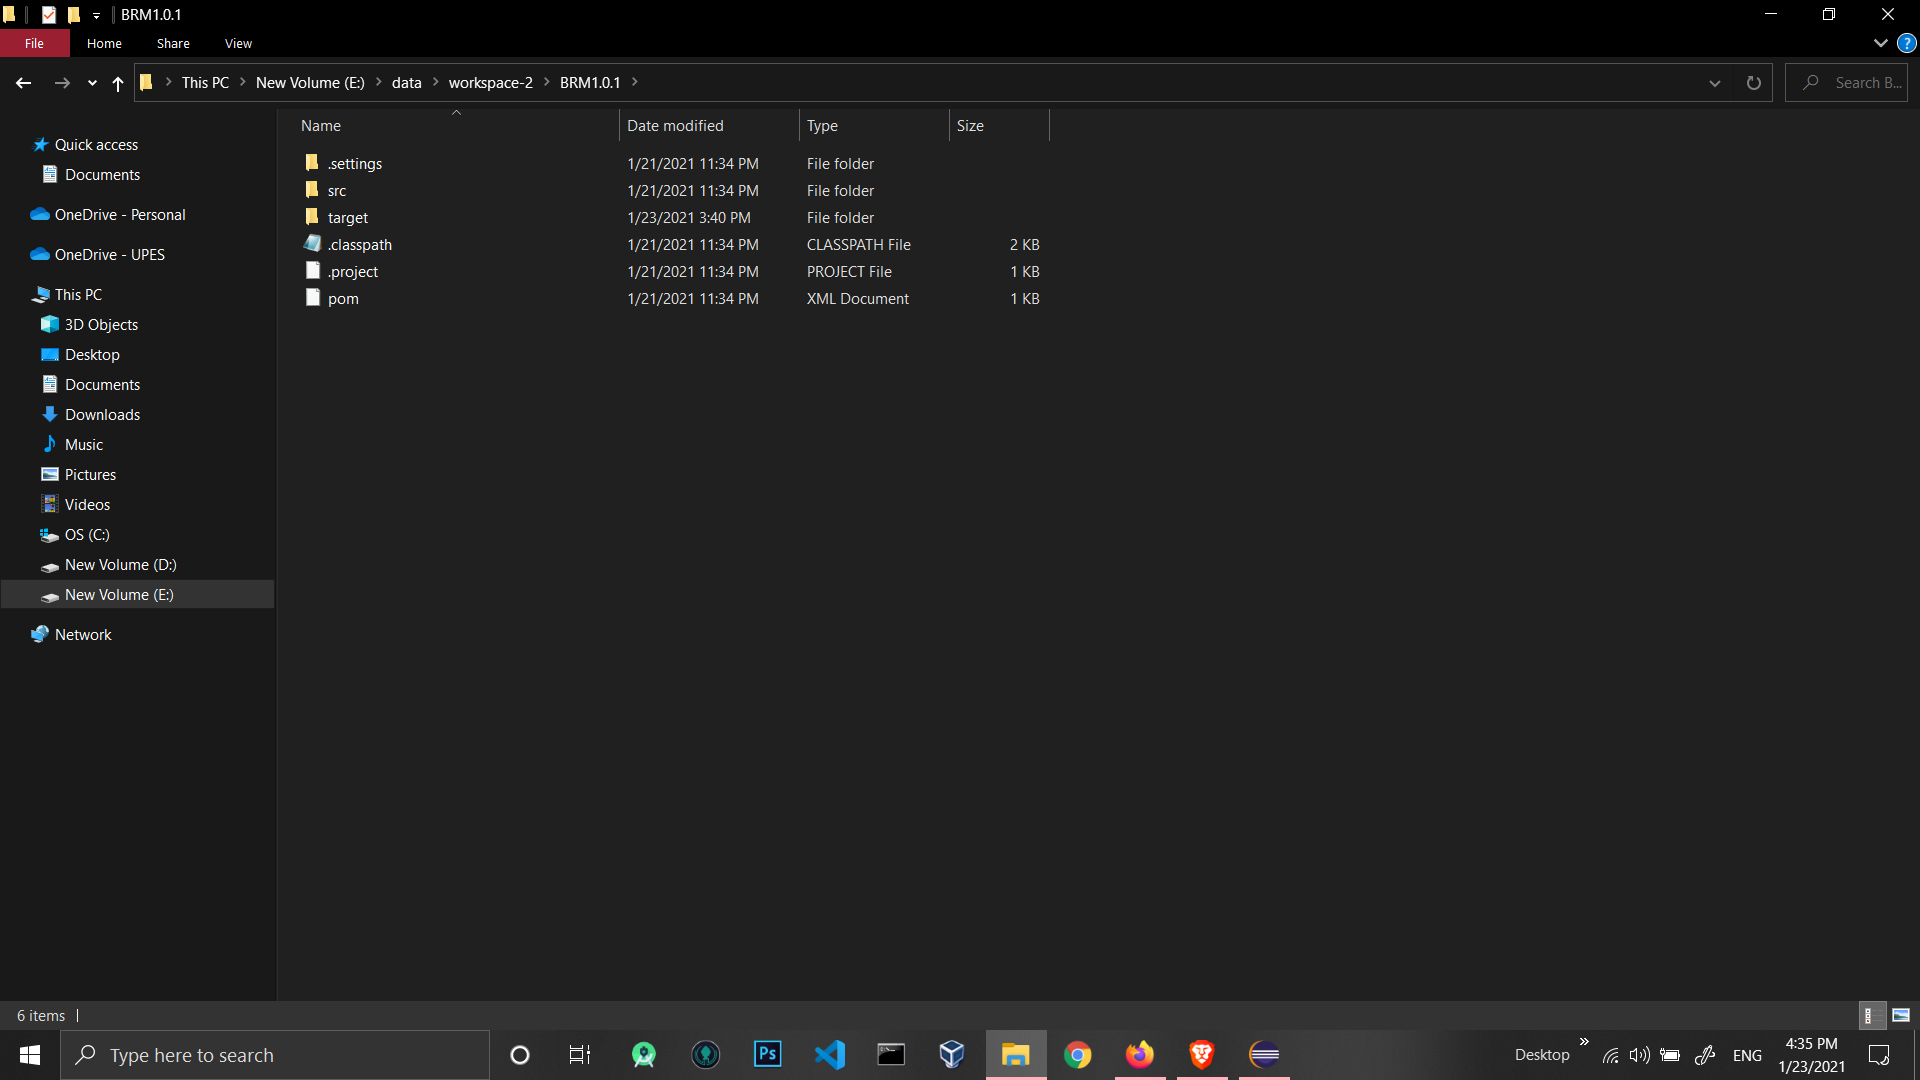 BRM1.0.1
File Home Share View
This PC New Volume (E:) data workspace-2 BRM1.0.1 Search B...
Name Date modified Type Size
.settings 1/21/2021 11:34 PM File folder
src 1/21/2021 11:34 PM File folder
target 1/23/2021 3:40 PM File folder
.classpath 1/21/2021 11:34 PM CLASSPATH File 2 KB
.project 1/21/2021 11:34 PM PROJECT File 1 KB
pom 1/21/2021 11:34 PM XML Document 1 KB
Quick access
Documents
OneDrive - Personal
OneDrive - UPES
This PC
3D Objects
Desktop
Documents
Downloads
Music
Pictures
Videos
OS (C:)
New Volume (D:)
New Volume (E:)
Network
6 items
Type here to search
Ps
Desktop
ENG
4:35 PM
1/23/2021